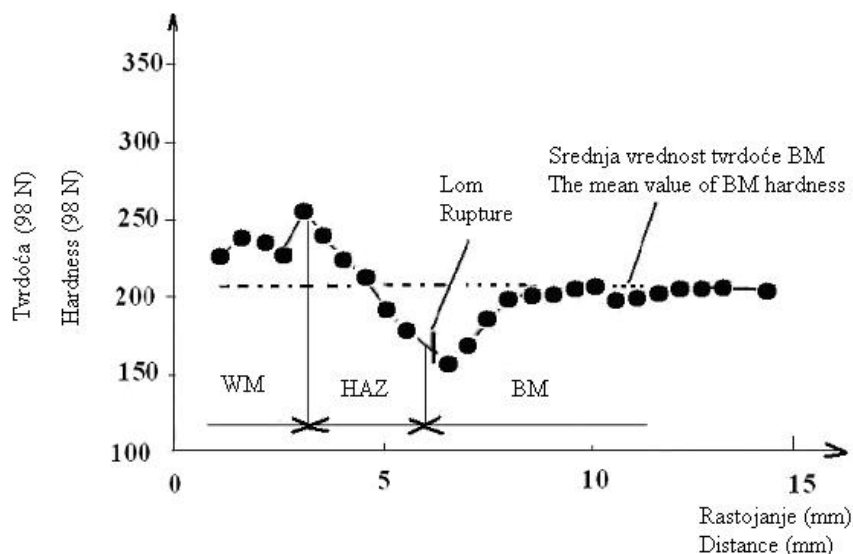 Tvrdoća (98 N)
Hardness (98 N)
350
300
250
200
150
100
Lom
Rupture
Srednja vrednost tvrdoće BM
The mean value of BM hardness
WM
HAZ
BM
0
5
10
15
Rastojanje (mm)
Distance (mm)